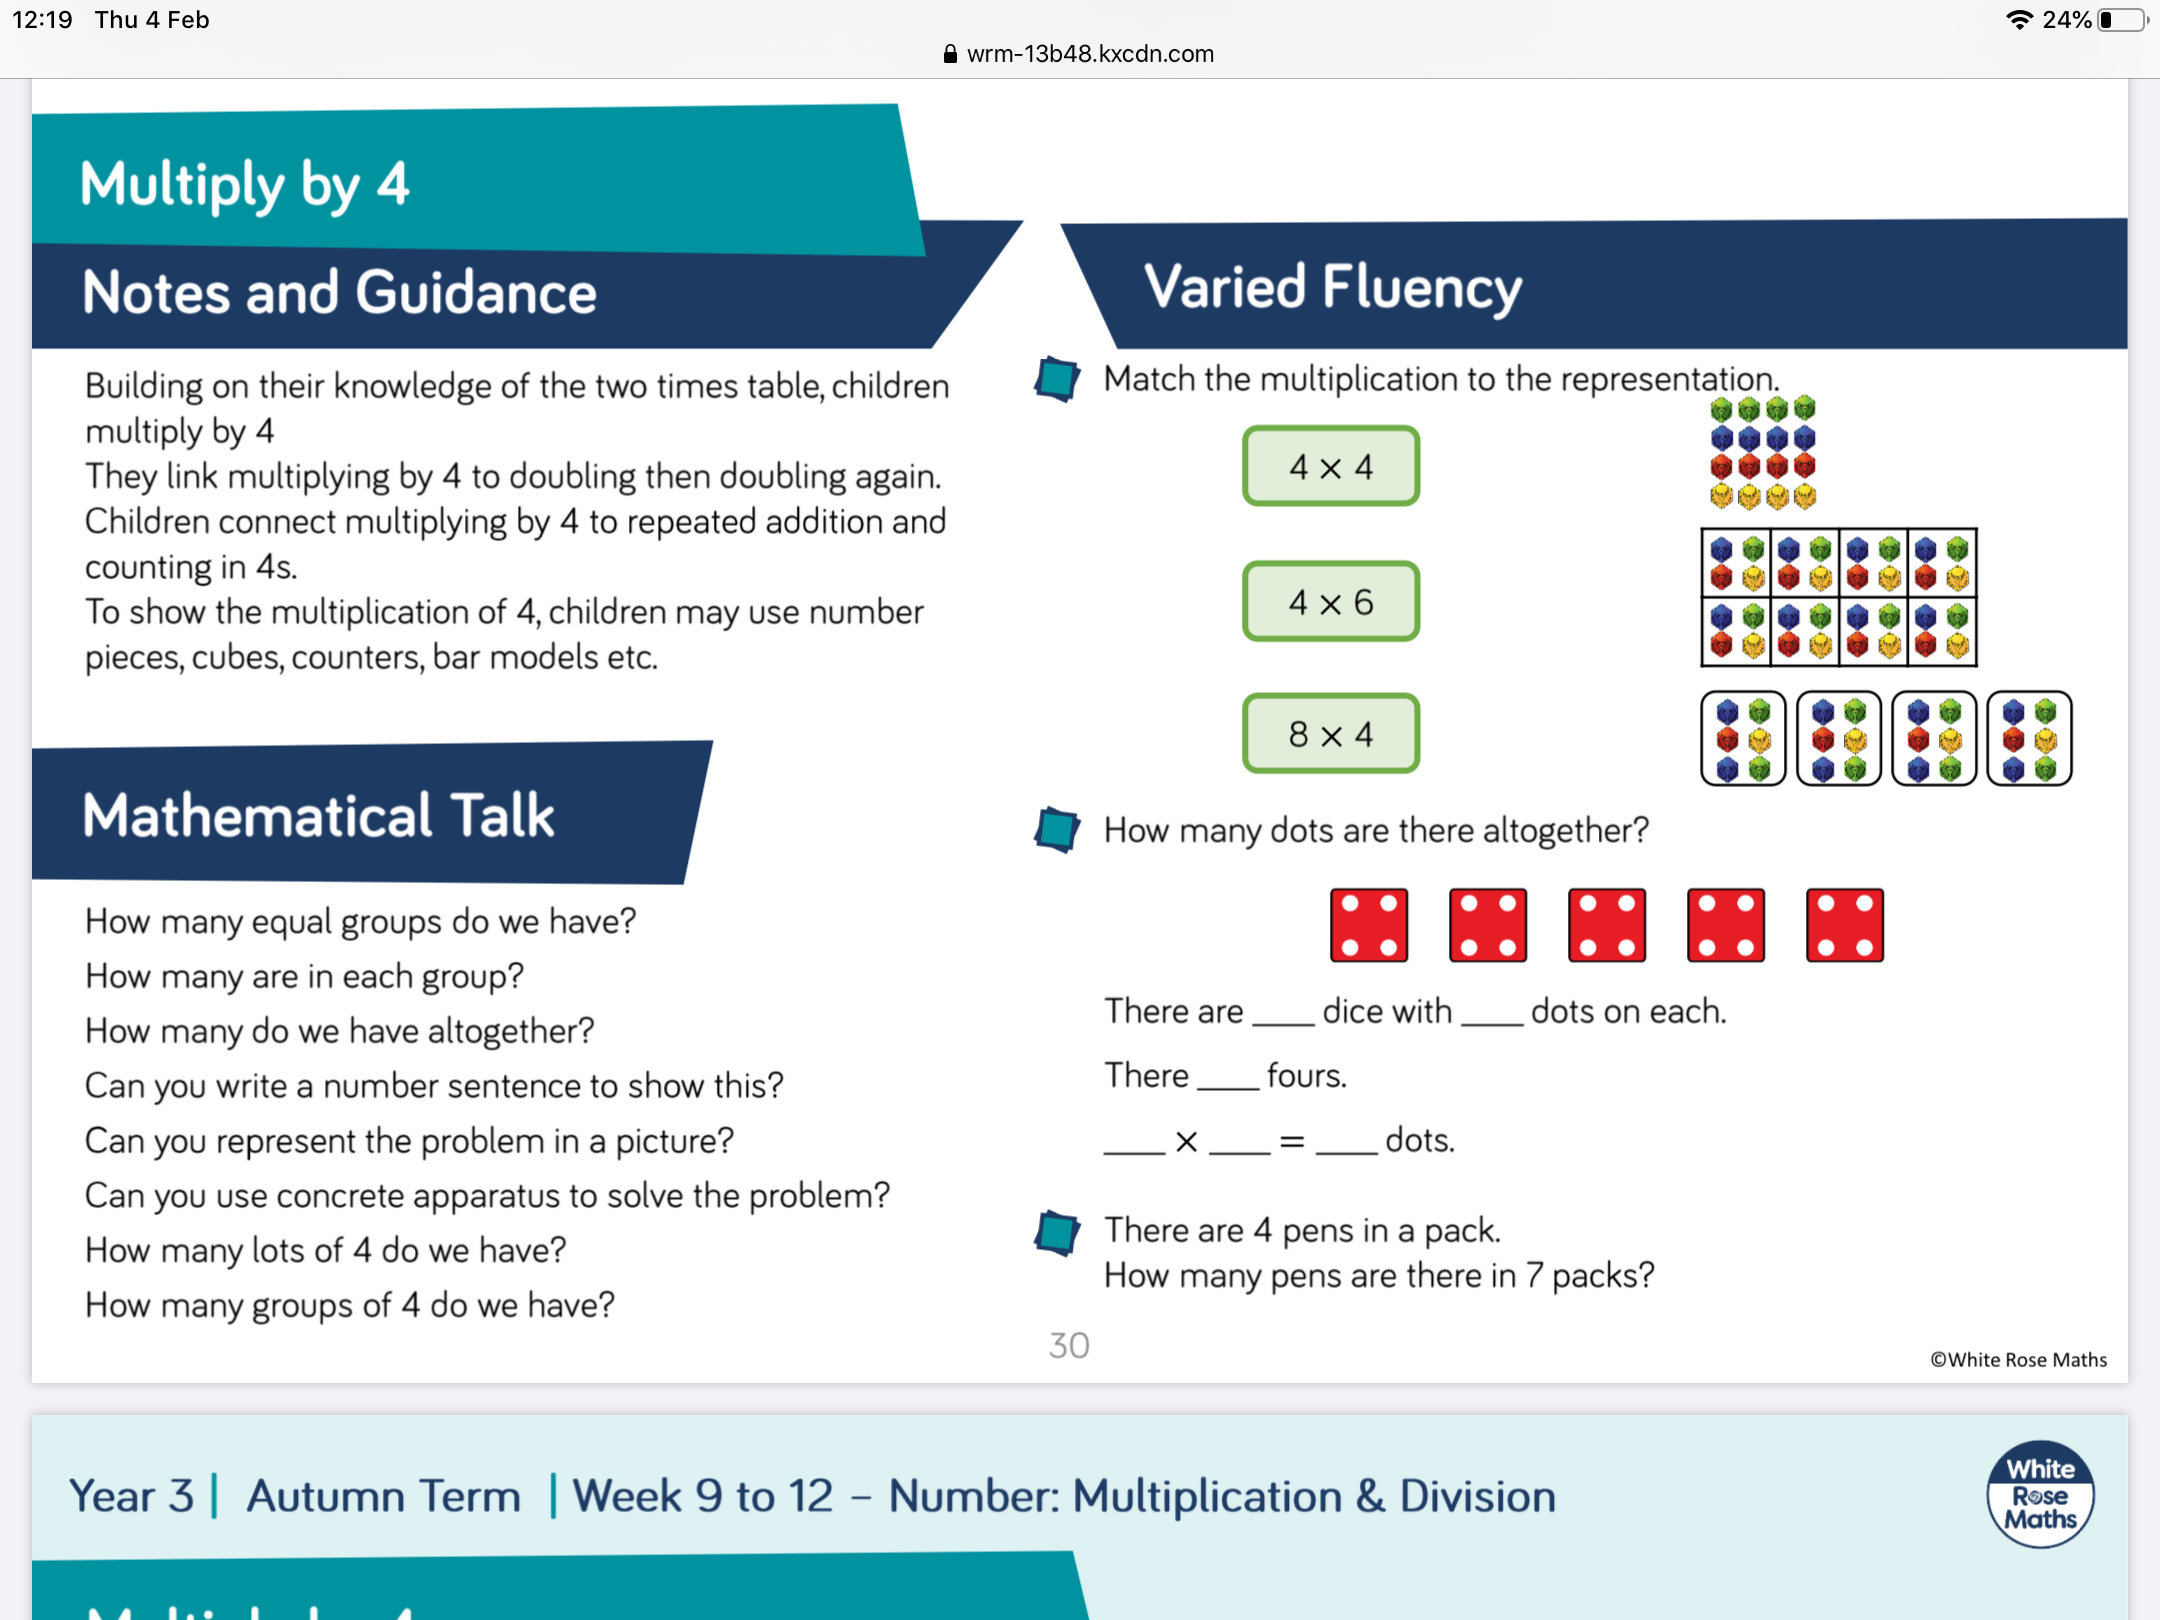 12:19 Thu 4 Feb
24%
wrm-13b48.kxcdn.com
Multiply by 4
Notes and Guidance
Building on their knowledge of the two times table, children
multiply by 4
They link multiplying by 4 to doubling then doubling again.
Children connect multiplying by 4 to repeated addition and
counting in 4s.
To show the multiplication of 4, children may use number
pieces, cubes, counters, bar models etc.
Mathematical Talk
How many equal groups do we have?
How many are in each group?
How many do we have altogether?
Can you write a number sentence to show this?
Can you represent the problem in a picture?
Can you use concrete apparatus to solve the problem?
How many lots of 4 do we have?
How many groups of 4 do we have?
Varied Fluency
Match the multiplication to the representation.
4 × 4
4 × 6
8 × 4
How many dots are there altogether?
There are ____ dice with ____ dots on each.
There ____ fours.
____ × ____ = ____ dots.
There are 4 pens in a pack.
How many pens are there in 7 packs?
30
©White Rose Maths
Year 3 | Autumn Term | Week 9 to 12 – Number: Multiplication & Division
White
Rose
Maths